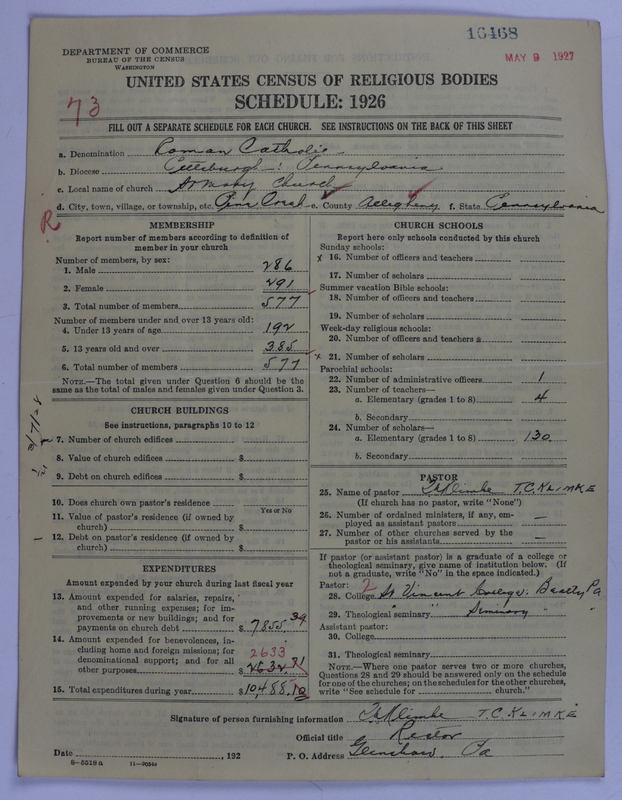 16468
DEPARTMENT OF COMMERCE
BUREAU OF THE CENSUS
WASHINGTON
MAY 9 1927
UNITED STATES CENSUS OF RELIGIOUS BODIES
SCHEDULE: 1926
73
FILL OUT A SEPARATE SCHEDULE FOR EACH CHURCH. SEE INSTRUCTIONS ON THE BACK OF THIS SHEET
a. Denomination Roman Catholic
b. Diocese Pittsburgh: Pennsylvania
c. Local name of church Church
d. City, town, village, or township, etc. e. County Allegheny f. State Pennsylvania
R
MEMBERSHIP
Report number of members according to definition of
member in your church
Number of members, by sex:
1. Male 286
2. Female 291
3. Total number of members 577
Number of members under and over 13 years old:
4. Under 13 years of age 192
5. 13 years old and over 385
6. Total number of members 577
NOTE.—The total given under Question 6 should be the
same as the total of males and females given under Question 3.
CHURCH BUILDINGS
See instructions, paragraphs 10 to 12
7. Number of church edifices
8. Value of church edifices $
9. Debt on church edifices $
10. Does church own pastor's residence
Yes or No
11. Value of pastor's residence (if owned by
church) $
12. Debt on pastor's residence (if owned by
church) $
EXPENDITURES
Amount expended by your church during last fiscal year
13. Amount expended for salaries, repairs,
and other running expenses; for im-
provements or new buildings; and for
payments on church debt $ 7855.34
14. Amount expended for benevolences, in-
cluding home and foreign missions; for
denominational support; and for all
2633
other purposes $ 2632.81
15. Total expenditures during year $ 10,488.10
CHURCH SCHOOLS
Report here only schools conducted by this church
Sunday schools:
x 16. Number of officers and teachers
17. Number of scholars
Summer vacation Bible schools:
18. Number of officers and teachers
19. Number of scholars
Week-day religious schools:
20. Number of officers and teachers
x 21. Number of scholars
Parochial schools:
22. Number of administrative officers 1
23. Number of teachers—
a. Elementary (grades 1 to 8) 4
b. Secondary
24. Number of scholars—
a. Elementary (grades 1 to 8) 130
b. Secondary
PASTOR
25. Name of pastor T.C. Klimke T.C. KLIMKE
(If church has no pastor, write "None")
26. Number of ordained ministers, if any, em-
ployed as assistant pastors —
27. Number of other churches served by the
pastor or his assistants —
If pastor (or assistant pastor) is a graduate of a college or
theological seminary, give name of institution below. (If
not a graduate, write "No" in the space indicated.)
Pastor: 2
28. College St Vincent College. Beatty Pa
29. Theological seminary " Seminary "
Assistant pastor:
30. College
31. Theological seminary
NOTE.—Where one pastor serves two or more churches,
Questions 28 and 29 should be answered only on the schedule
for one of the churches; on the schedules for the other churches,
write "See schedule for church."
Signature of person furnishing information T.C. Klimke T.C. KLIMKE
Official title Rector
Date , 192 P. O. Address Glenshaw, Pa
8-5518 a